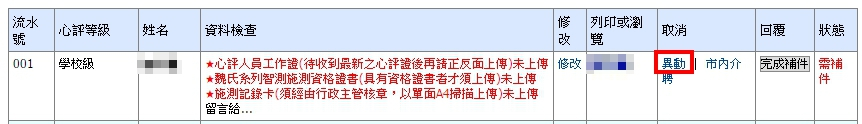 流水號
心評等級
姓名
資料檢查
修改
列印或瀏覽
取消
回覆
狀態
001
學校級
★心評人員工作證(待收到最新之心評證後再請正反面上傳)未上傳
★魏氏系列智測施測資格證書(具有資格證書者才須上傳)未上傳
★施測記錄卡(須經由行政主管核章，以單面A4掃描上傳)未上傳
留言給...
修改
異動 | 市內介聘
完成補件
需補件